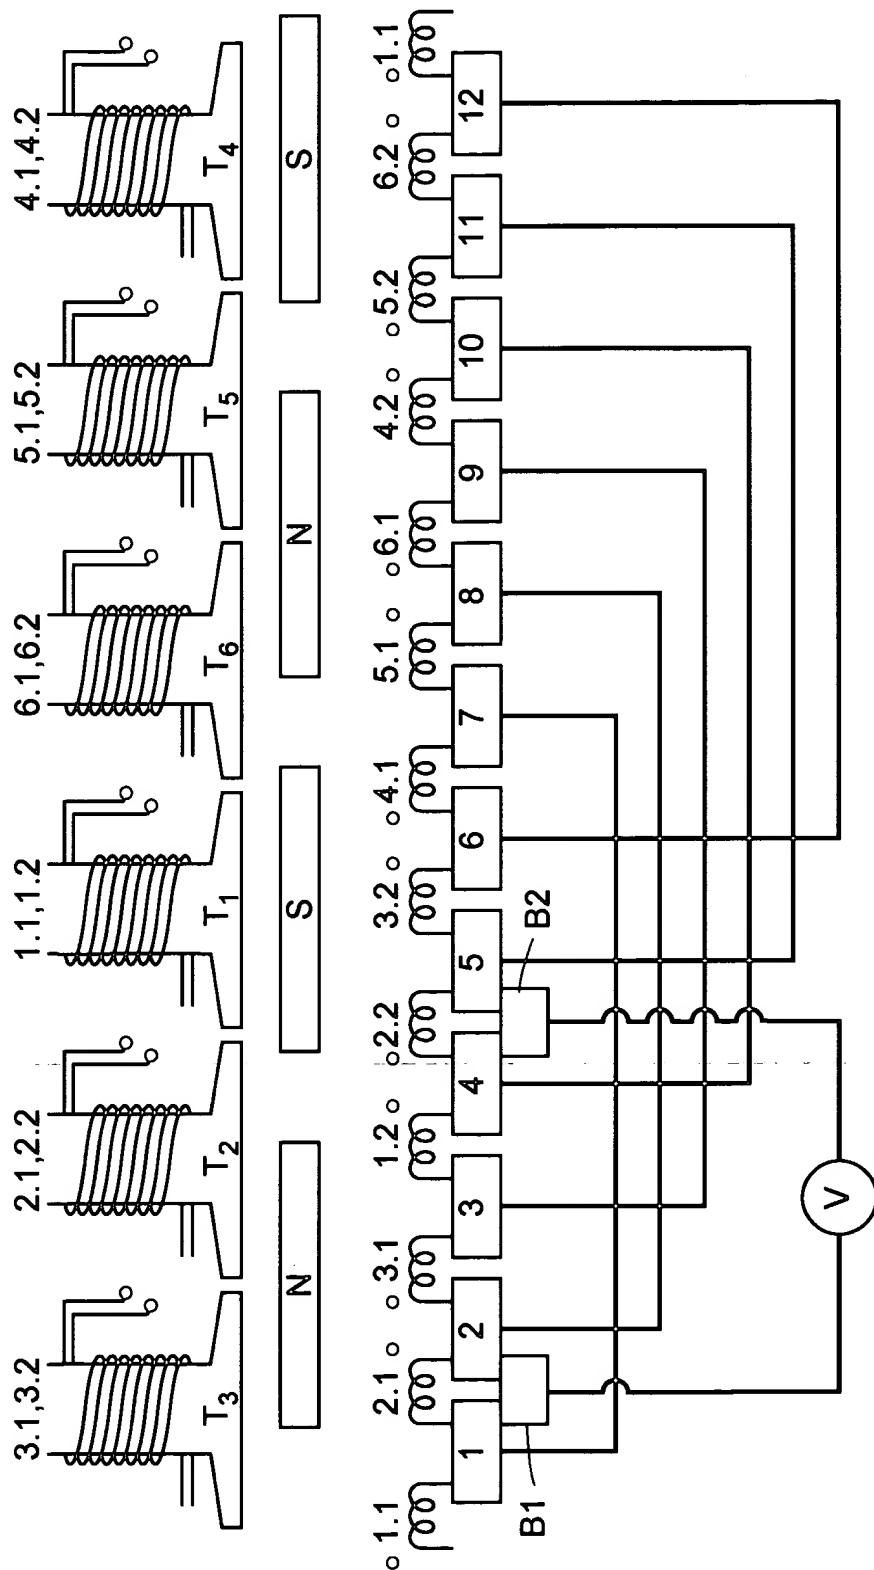 3.1,3.2 2.1,2.2 1.1,1.2 6.1,6.2 5.1,5.2 4.1,4.2
T3 T2 T1 T6 T5 T4
N S N S
1.1 2.1 3.1 1.2 2.2 3.2 4.1 5.1 6.1 4.2 5.2 6.2 1.1
1 2 3 4 5 6 7 8 9 10 11 12
B1 B2
V